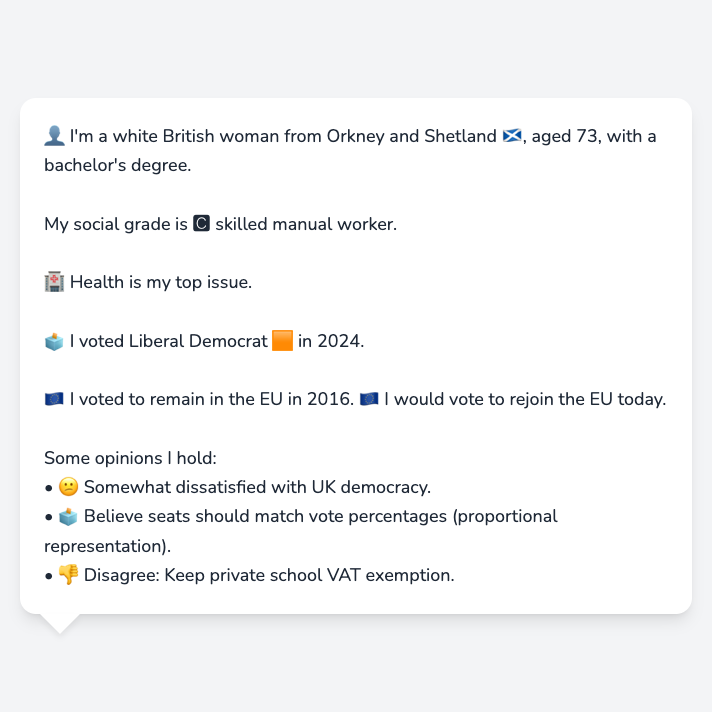 👤 I'm a white British woman from Orkney and Shetland 🏴󠁧󠁢󠁳󠁣󠁴󠁿, aged 73, with a
bachelor's degree.
My social grade is 🅲 skilled manual worker.
🏥 Health is my top issue.
🗳️ I voted Liberal Democrat 🟧 in 2024.
🇪🇺 I voted to remain in the EU in 2016. 🇪🇺 I would vote to rejoin the EU today.
Some opinions I hold:
• 😕 Somewhat dissatisfied with UK democracy.
• 🗳️ Believe seats should match vote percentages (proportional
representation).
• 👎 Disagree: Keep private school VAT exemption.